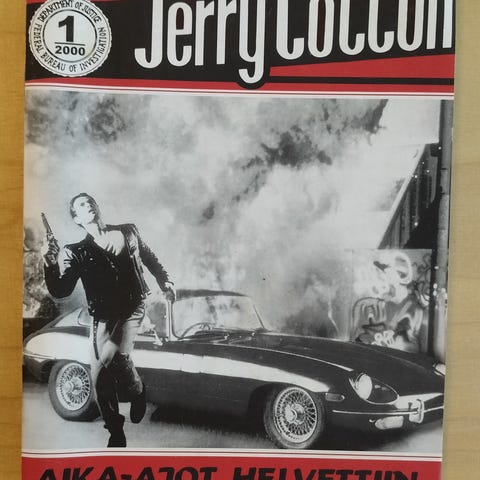 DEPARTMENT OF JUSTICE
1
2000
FEDERAL BUREAU OF INVESTIGATION
Jerry Cotton
AIKA-AJOT HELVETTIIN